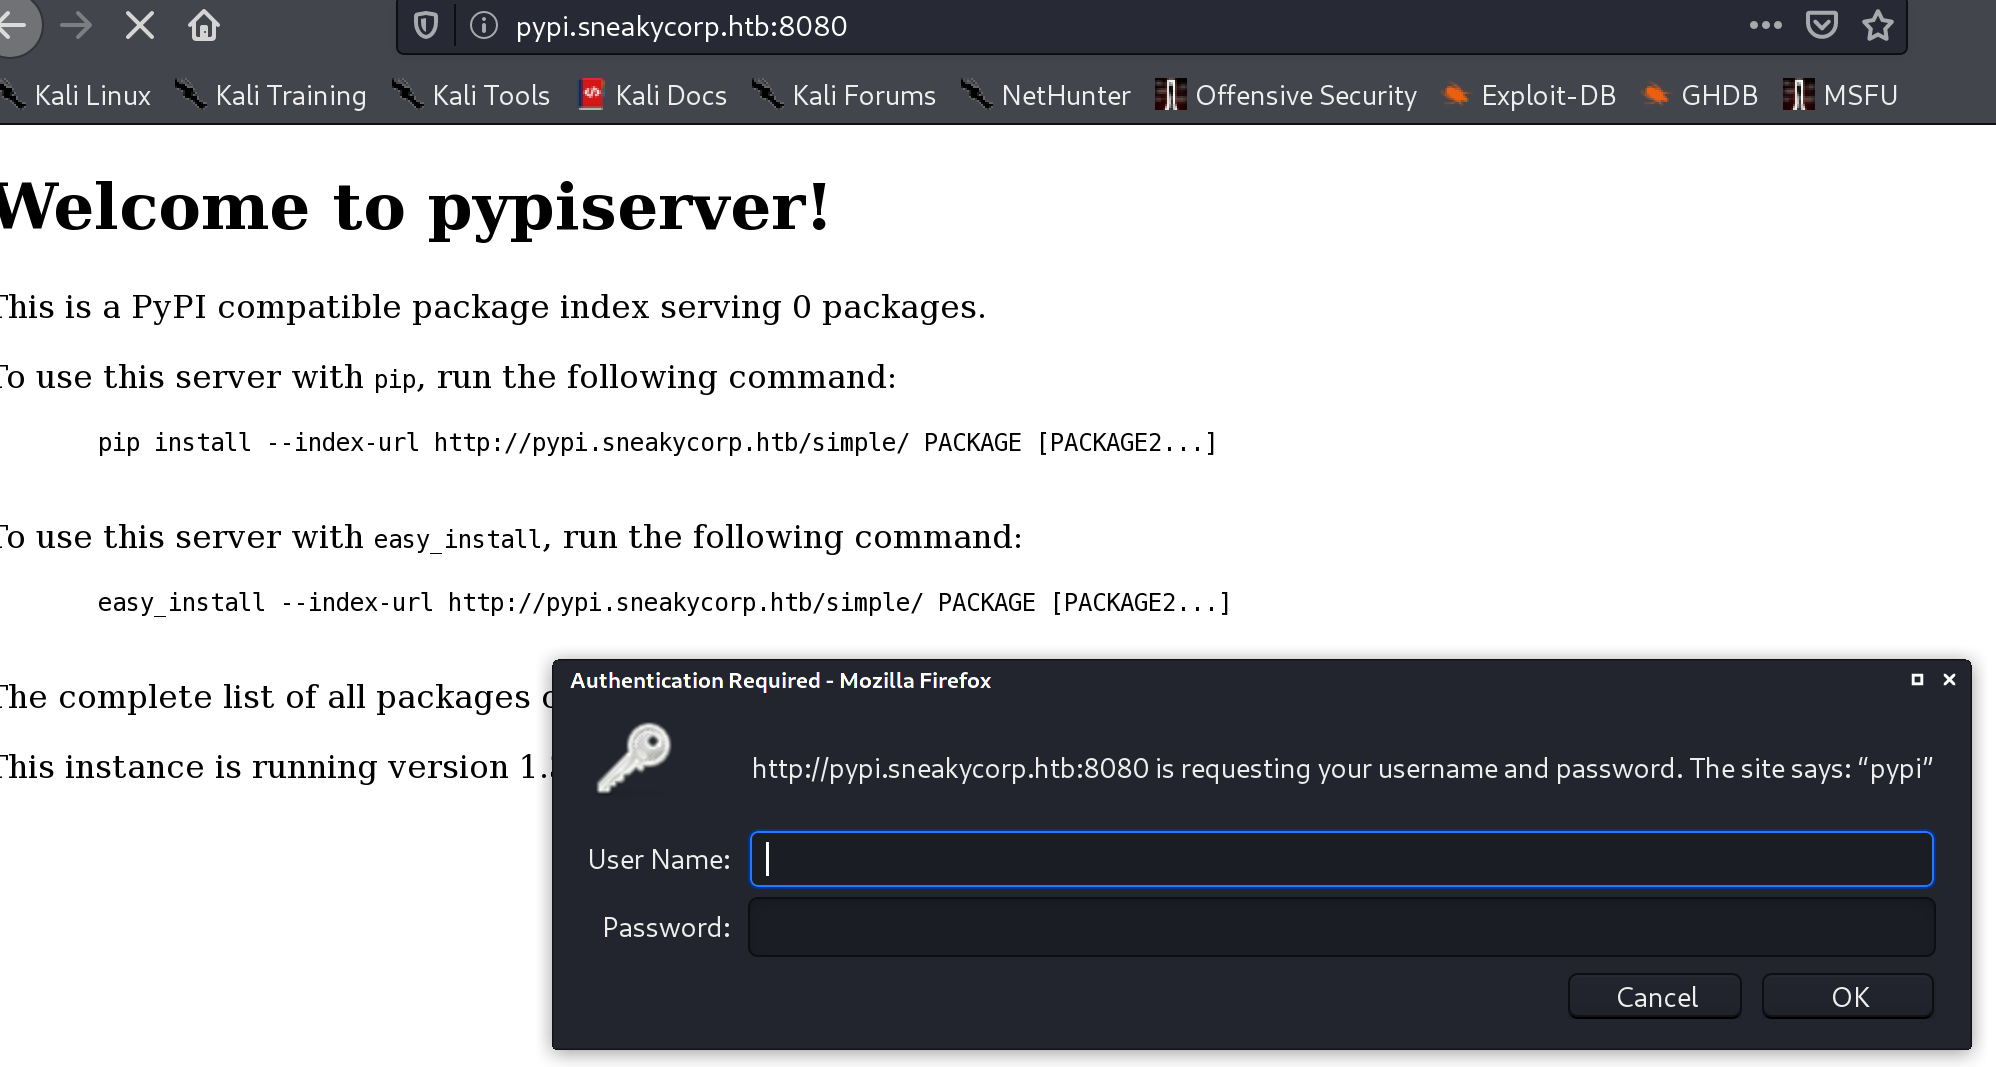 pypi.sneakycorp.htb:8080
Kali Linux Kali Training Kali Tools Kali Docs Kali Forums NetHunter Offensive Security Exploit-DB GHDB MSFU
Welcome to pypiserver!
This is a PyPI compatible package index serving 0 packages.
To use this server with pip, run the following command:
pip install --index-url http://pypi.sneakycorp.htb/simple/ PACKAGE [PACKAGE2...]
To use this server with easy_install, run the following command:
easy_install --index-url http://pypi.sneakycorp.htb/simple/ PACKAGE [PACKAGE2...]
The complete list of all packages
This instance is running version 1.
Authentication Required - Mozilla Firefox
http://pypi.sneakycorp.htb:8080 is requesting your username and password. The site says: “pypi”
User Name:
Password:
Cancel OK